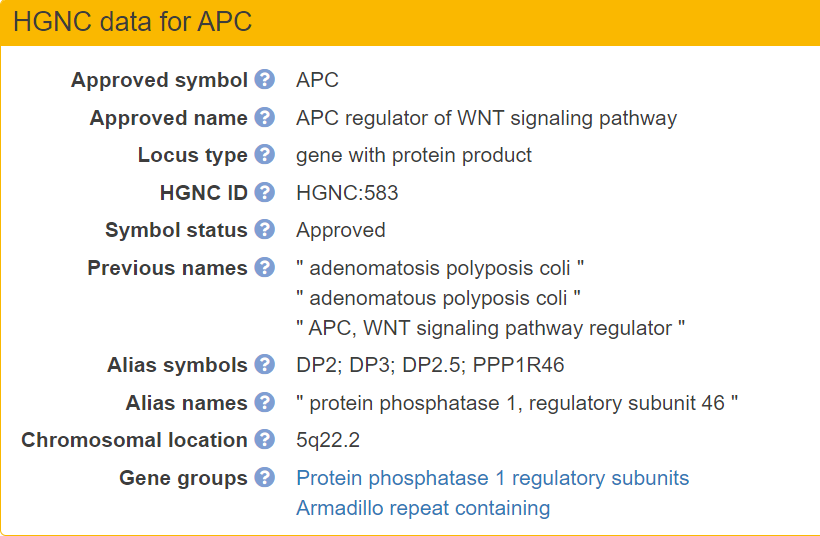 HGNC data for APC
Approved symbol ? APC
Approved name ? APC regulator of WNT signaling pathway
Locus type ? gene with protein product
HGNC ID ? HGNC:583
Symbol status ? Approved
Previous names ? " adenomatosis polyposis coli "
" adenomatous polyposis coli "
" APC, WNT signaling pathway regulator "
Alias symbols ? DP2; DP3; DP2.5; PPP1R46
Alias names ? " protein phosphatase 1, regulatory subunit 46 "
Chromosomal location ? 5q22.2
Gene groups ? Protein phosphatase 1 regulatory subunits
Armadillo repeat containing